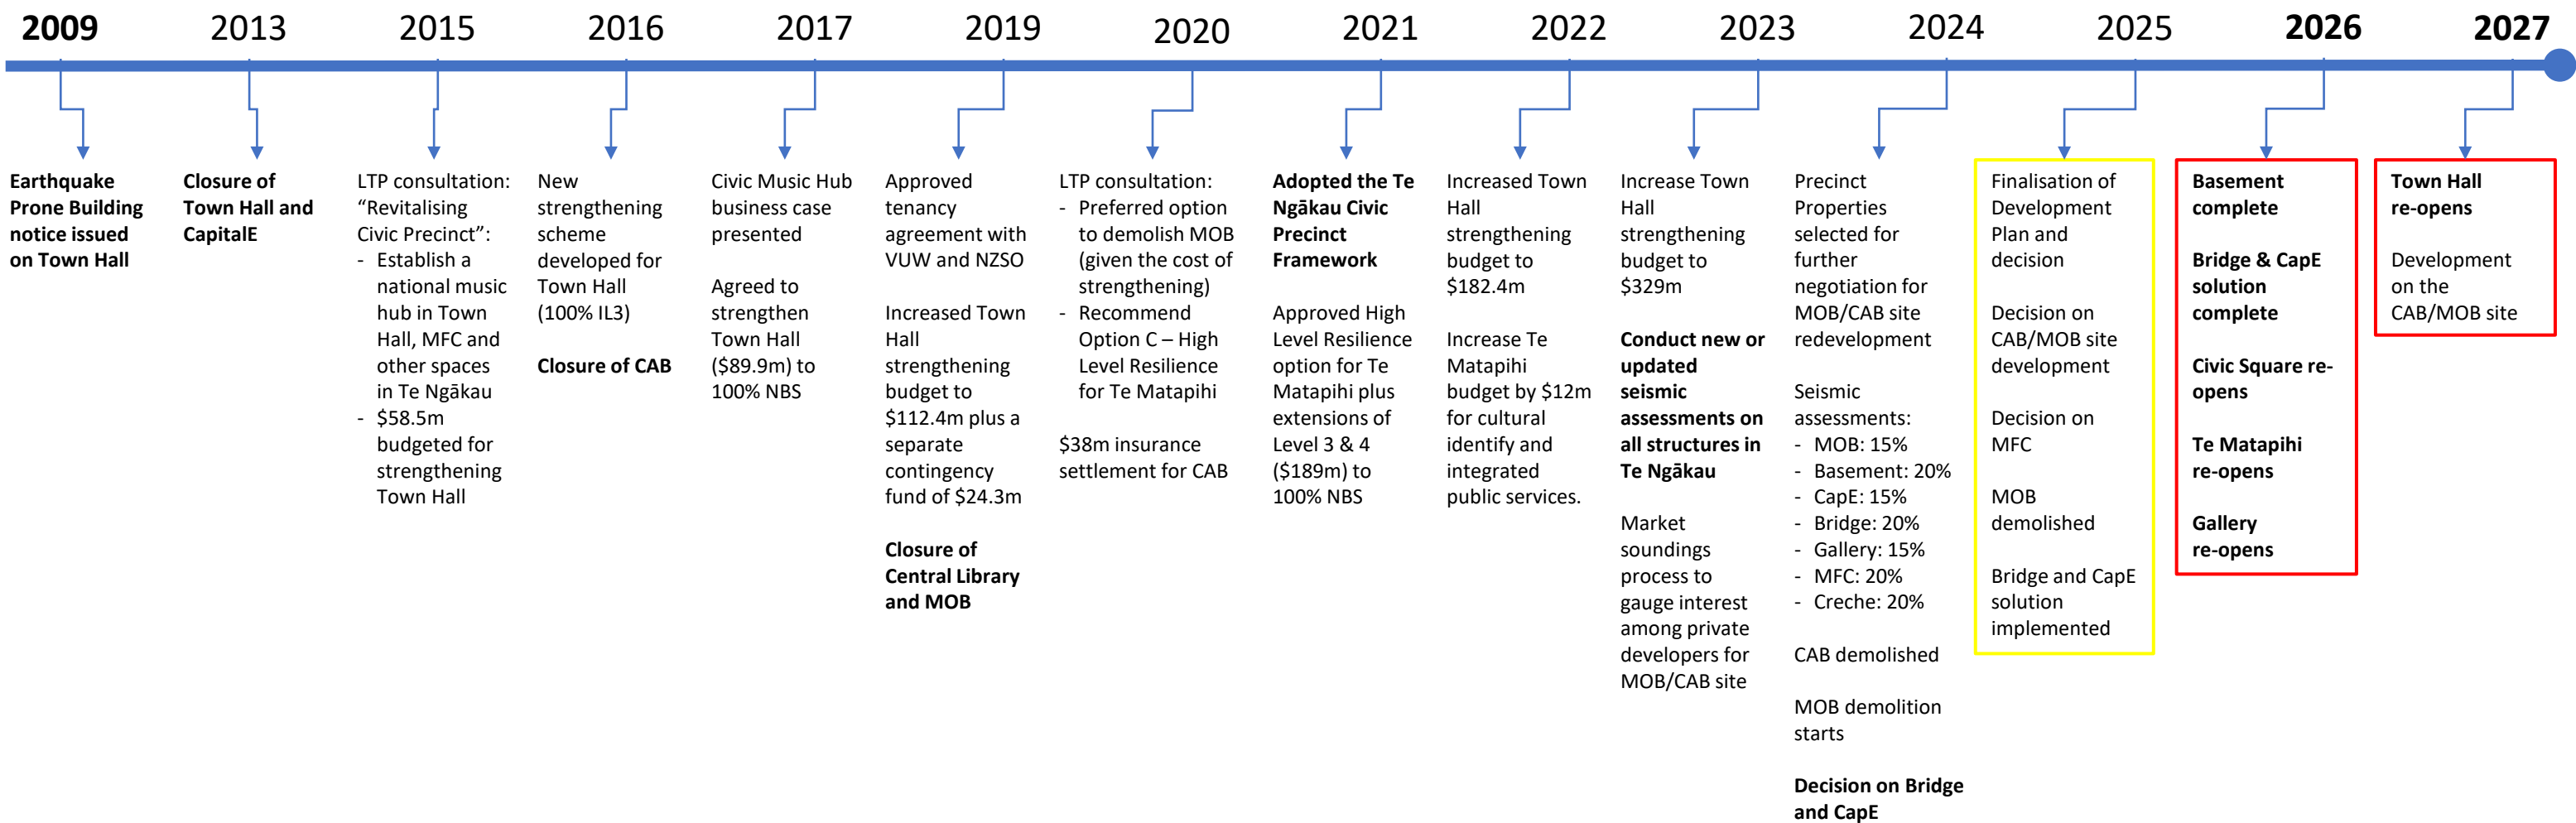 2009
2013
2015
2016
2017
2019
2020
2021
2022
2023
2024
2025
2026
2027
Earthquake
Prone Building
notice issued
on Town Hall
Closure of
Town Hall and
CapitalE
LTP consultation:
“Revitalising
Civic Precinct”:
- Establish a
national music
hub in Town
Hall, MFC and
other spaces
in Te Ngākau
- $58.5m
budgeted for
strengthening
Town Hall
New
strengthening
scheme
developed for
Town Hall
(100% IL3)
Closure of CAB
Civic Music Hub
business case
presented
Agreed to
strengthen
Town Hall
($89.9m) to
100% NBS
Approved
tenancy
agreement with
VUW and NZSO
Increased Town
Hall
strengthening
budget to
$112.4m plus a
separate
contingency
fund of $24.3m
Closure of
Central Library
and MOB
LTP consultation:
- Preferred option
to demolish MOB
(given the cost of
strengthening)
- Recommend
Option C – High
Level Resilience
for Te Matapihi
$38m insurance
settlement for CAB
Adopted the Te
Ngākau Civic
Precinct
Framework
Approved High
Level Resilience
option for Te
Matapihi plus
extensions of
Level 3 & 4
($189m) to
100% NBS
Increased Town
Hall
strengthening
budget to
$182.4m
Increase Te
Matapihi
budget by $12m
for cultural
identify and
integrated
public services.
Increase Town
Hall
strengthening
budget to
$329m
Conduct new or
updated
seismic
assessments on
all structures in
Te Ngākau
Market
soundings
process to
gauge interest
among private
developers for
MOB/CAB site
Precinct
Properties
selected for
further
negotiation for
MOB/CAB site
redevelopment
Seismic
assessments:
- MOB: 15%
- Basement: 20%
- CapE: 15%
- Bridge: 20%
- Gallery: 15%
- MFC: 20%
- Creche: 20%
CAB demolished
MOB demolition
starts
Decision on Bridge
and CapE
Finalisation of
Development
Plan and
decision
Decision on
CAB/MOB site
development
Decision on
MFC
MOB
demolished
Bridge and CapE
solution
implemented
Basement
complete
Bridge & CapE
solution
complete
Civic Square re-
opens
Te Matapihi
re-opens
Gallery
re-opens
Town Hall
re-opens
Development
on the
CAB/MOB site